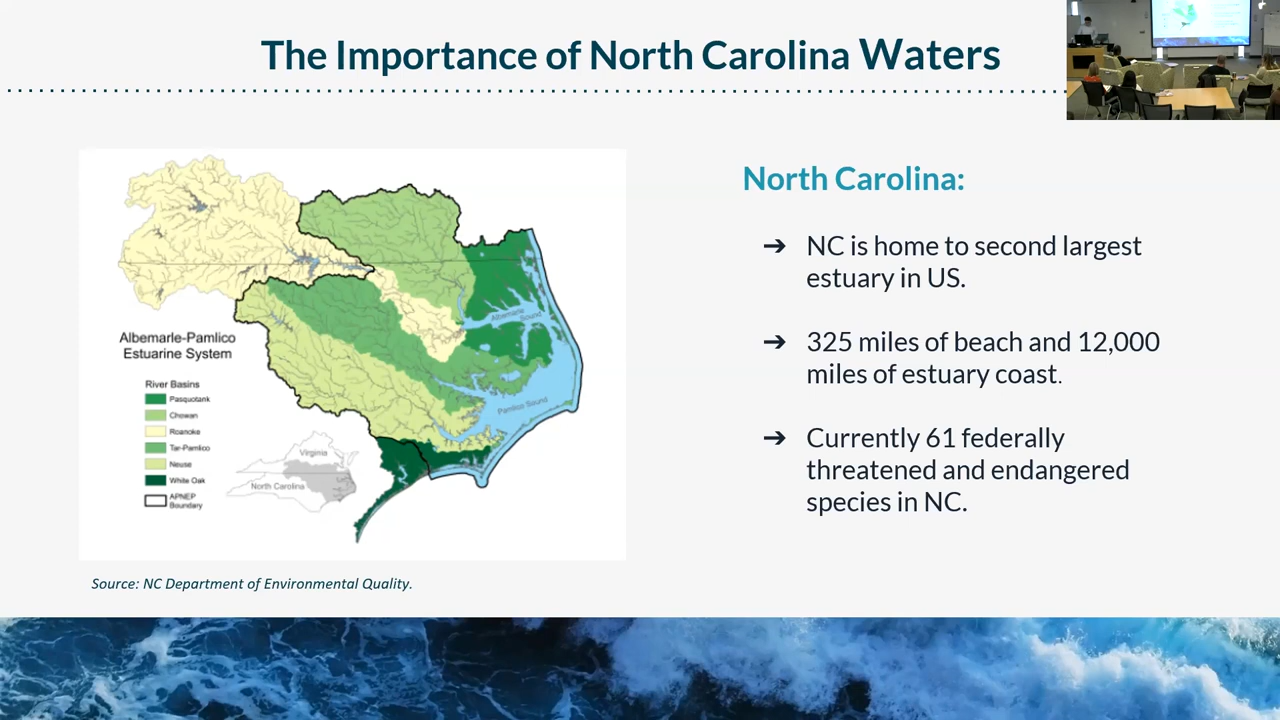 The Importance of North Carolina Waters
Albemarle-Pamlico
Estuarine System
River Basins
Pasquotank
Chowan
Roanoke
Tar-Pamlico
Neuse
White Oak
APNEP
Boundary
Virginia
North Carolina
Albemarle
Sound
Pamlico Sound
Source: NC Department of Environmental Quality.
North Carolina:
➔ NC is home to second largest
estuary in US.
➔ 325 miles of beach and 12,000
miles of estuary coast.
➔ Currently 61 federally
threatened and endangered
species in NC.